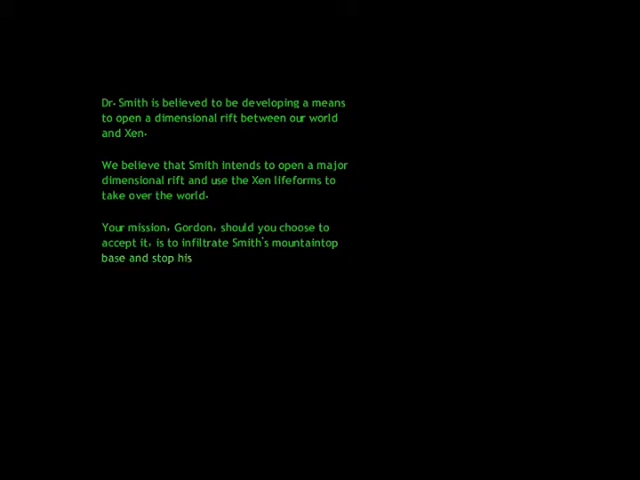 Dr. Smith is believed to be developing a means
to open a dimensional rift between our world
and Xen.
We believe that Smith intends to open a major
dimensional rift and use the Xen lifeforms to
take over the world.
Your mission, Gordon, should you choose to
accept it, is to infiltrate Smith's mountaintop
base and stop his